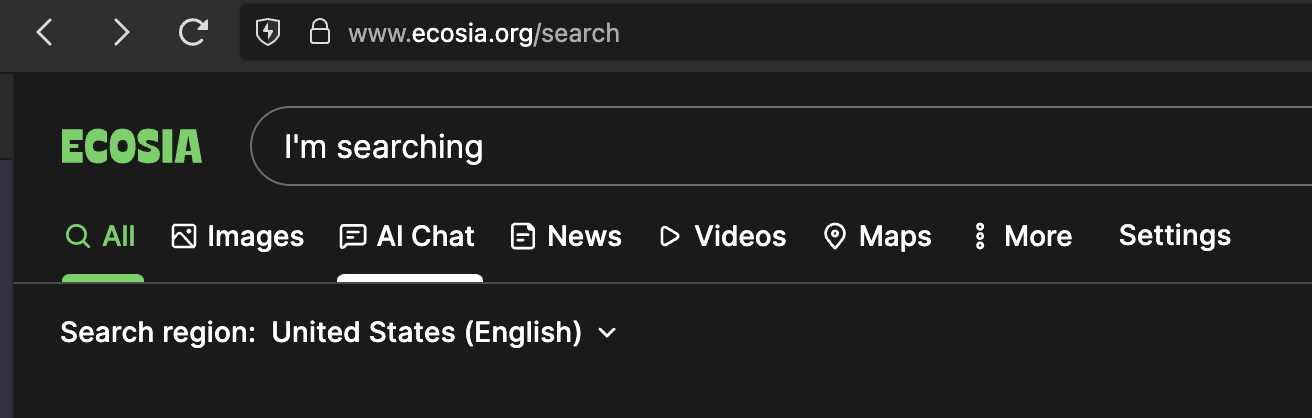 www.ecosia.org/search
ECOSIA
I'm searching
All Images AI Chat News Videos Maps More Settings
Search region: United States (English)